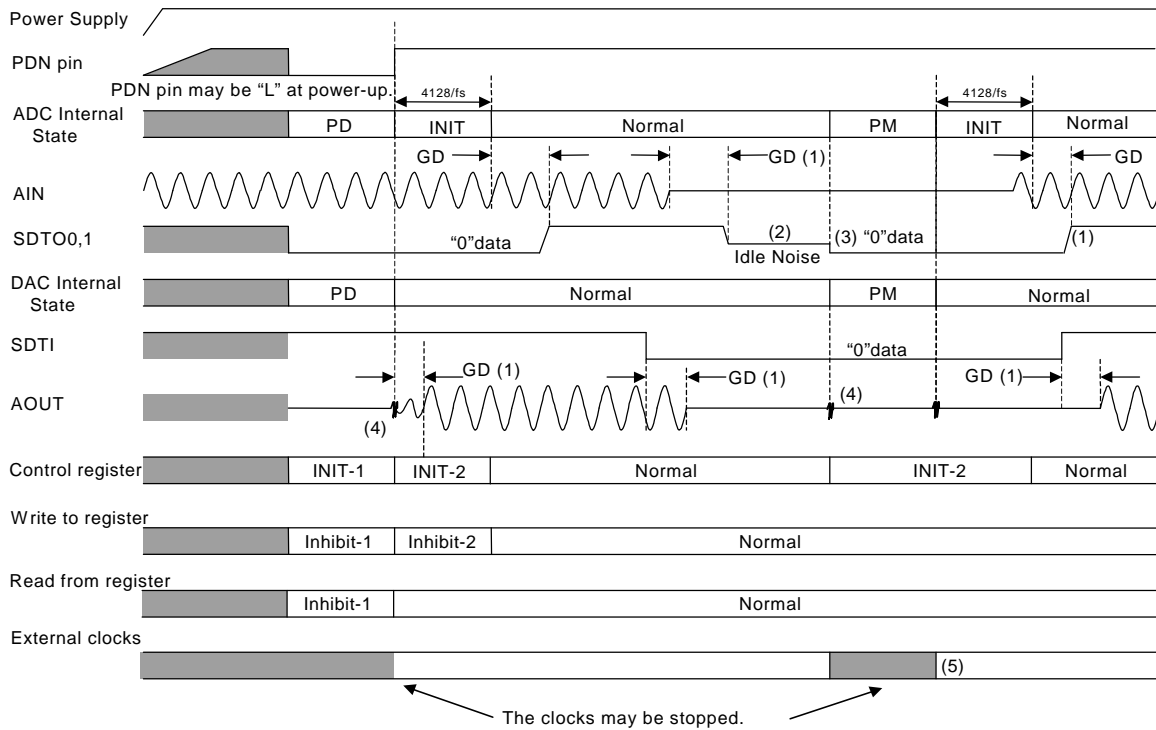 Power Supply
PDN pin
PDN pin may be “L” at power-up.
4128/fs
4128/fs
ADC Internal
State
PD
INIT
Normal
PM
INIT
Normal
GD
GD (1)
GD
AIN
SDTO0,1
“0”data
(2)
Idle Noise
(3) “0”data
(1)
DAC Internal
State
PD
Normal
PM
Normal
SDTI
“0”data
GD (1)
GD (1)
GD (1)
AOUT
(4)
(4)
Control register
INIT-1
INIT-2
Normal
INIT-2
Normal
Write to register
Inhibit-1
Inhibit-2
Normal
Read from register
Inhibit-1
Normal
External clocks
(5)
The clocks may be stopped.